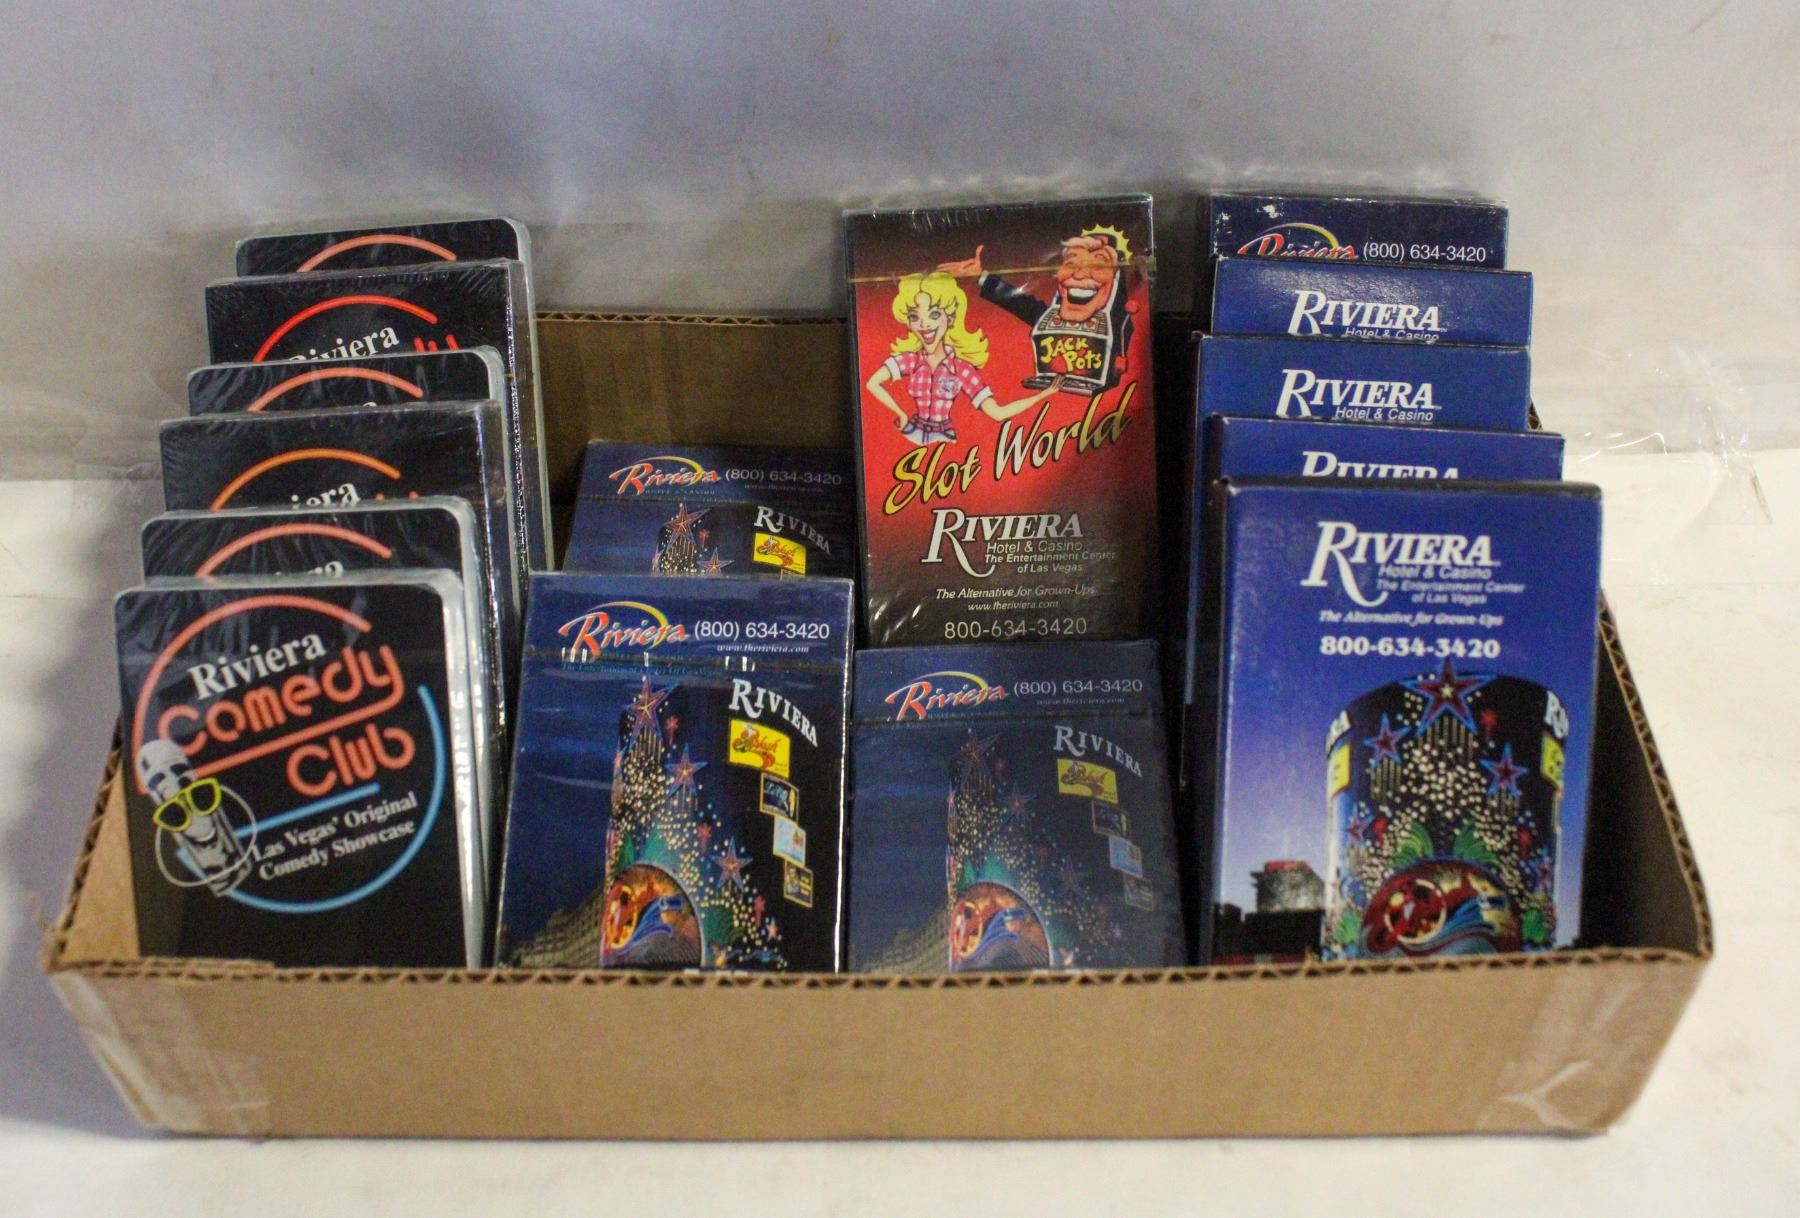 Riviera
Riviera
Comedy
Club
Las Vegas' Original
Comedy Showcase
Riviera (800) 634-3420
RIVIERA
Riviera (800) 634-3420
www.theriviera.com
RIVIERA
Splash
JACK
POTS
Slot World
RIVIERA
Hotel & Casino
The Entertainment Center
of Las Vegas
The Alternative for Grown-Ups
www.theriviera.com
800-634-3420
Riviera (800) 634-3420
RIVIERA
Riviera (800) 634-3420
RIVIERA
Hotel & Casino
RIVIERA
Hotel & Casino
RIVIERA
RIVIERA
Hotel & Casino
The Entertainment Center
of Las Vegas
The Alternative for Grown-Ups
800-634-3420